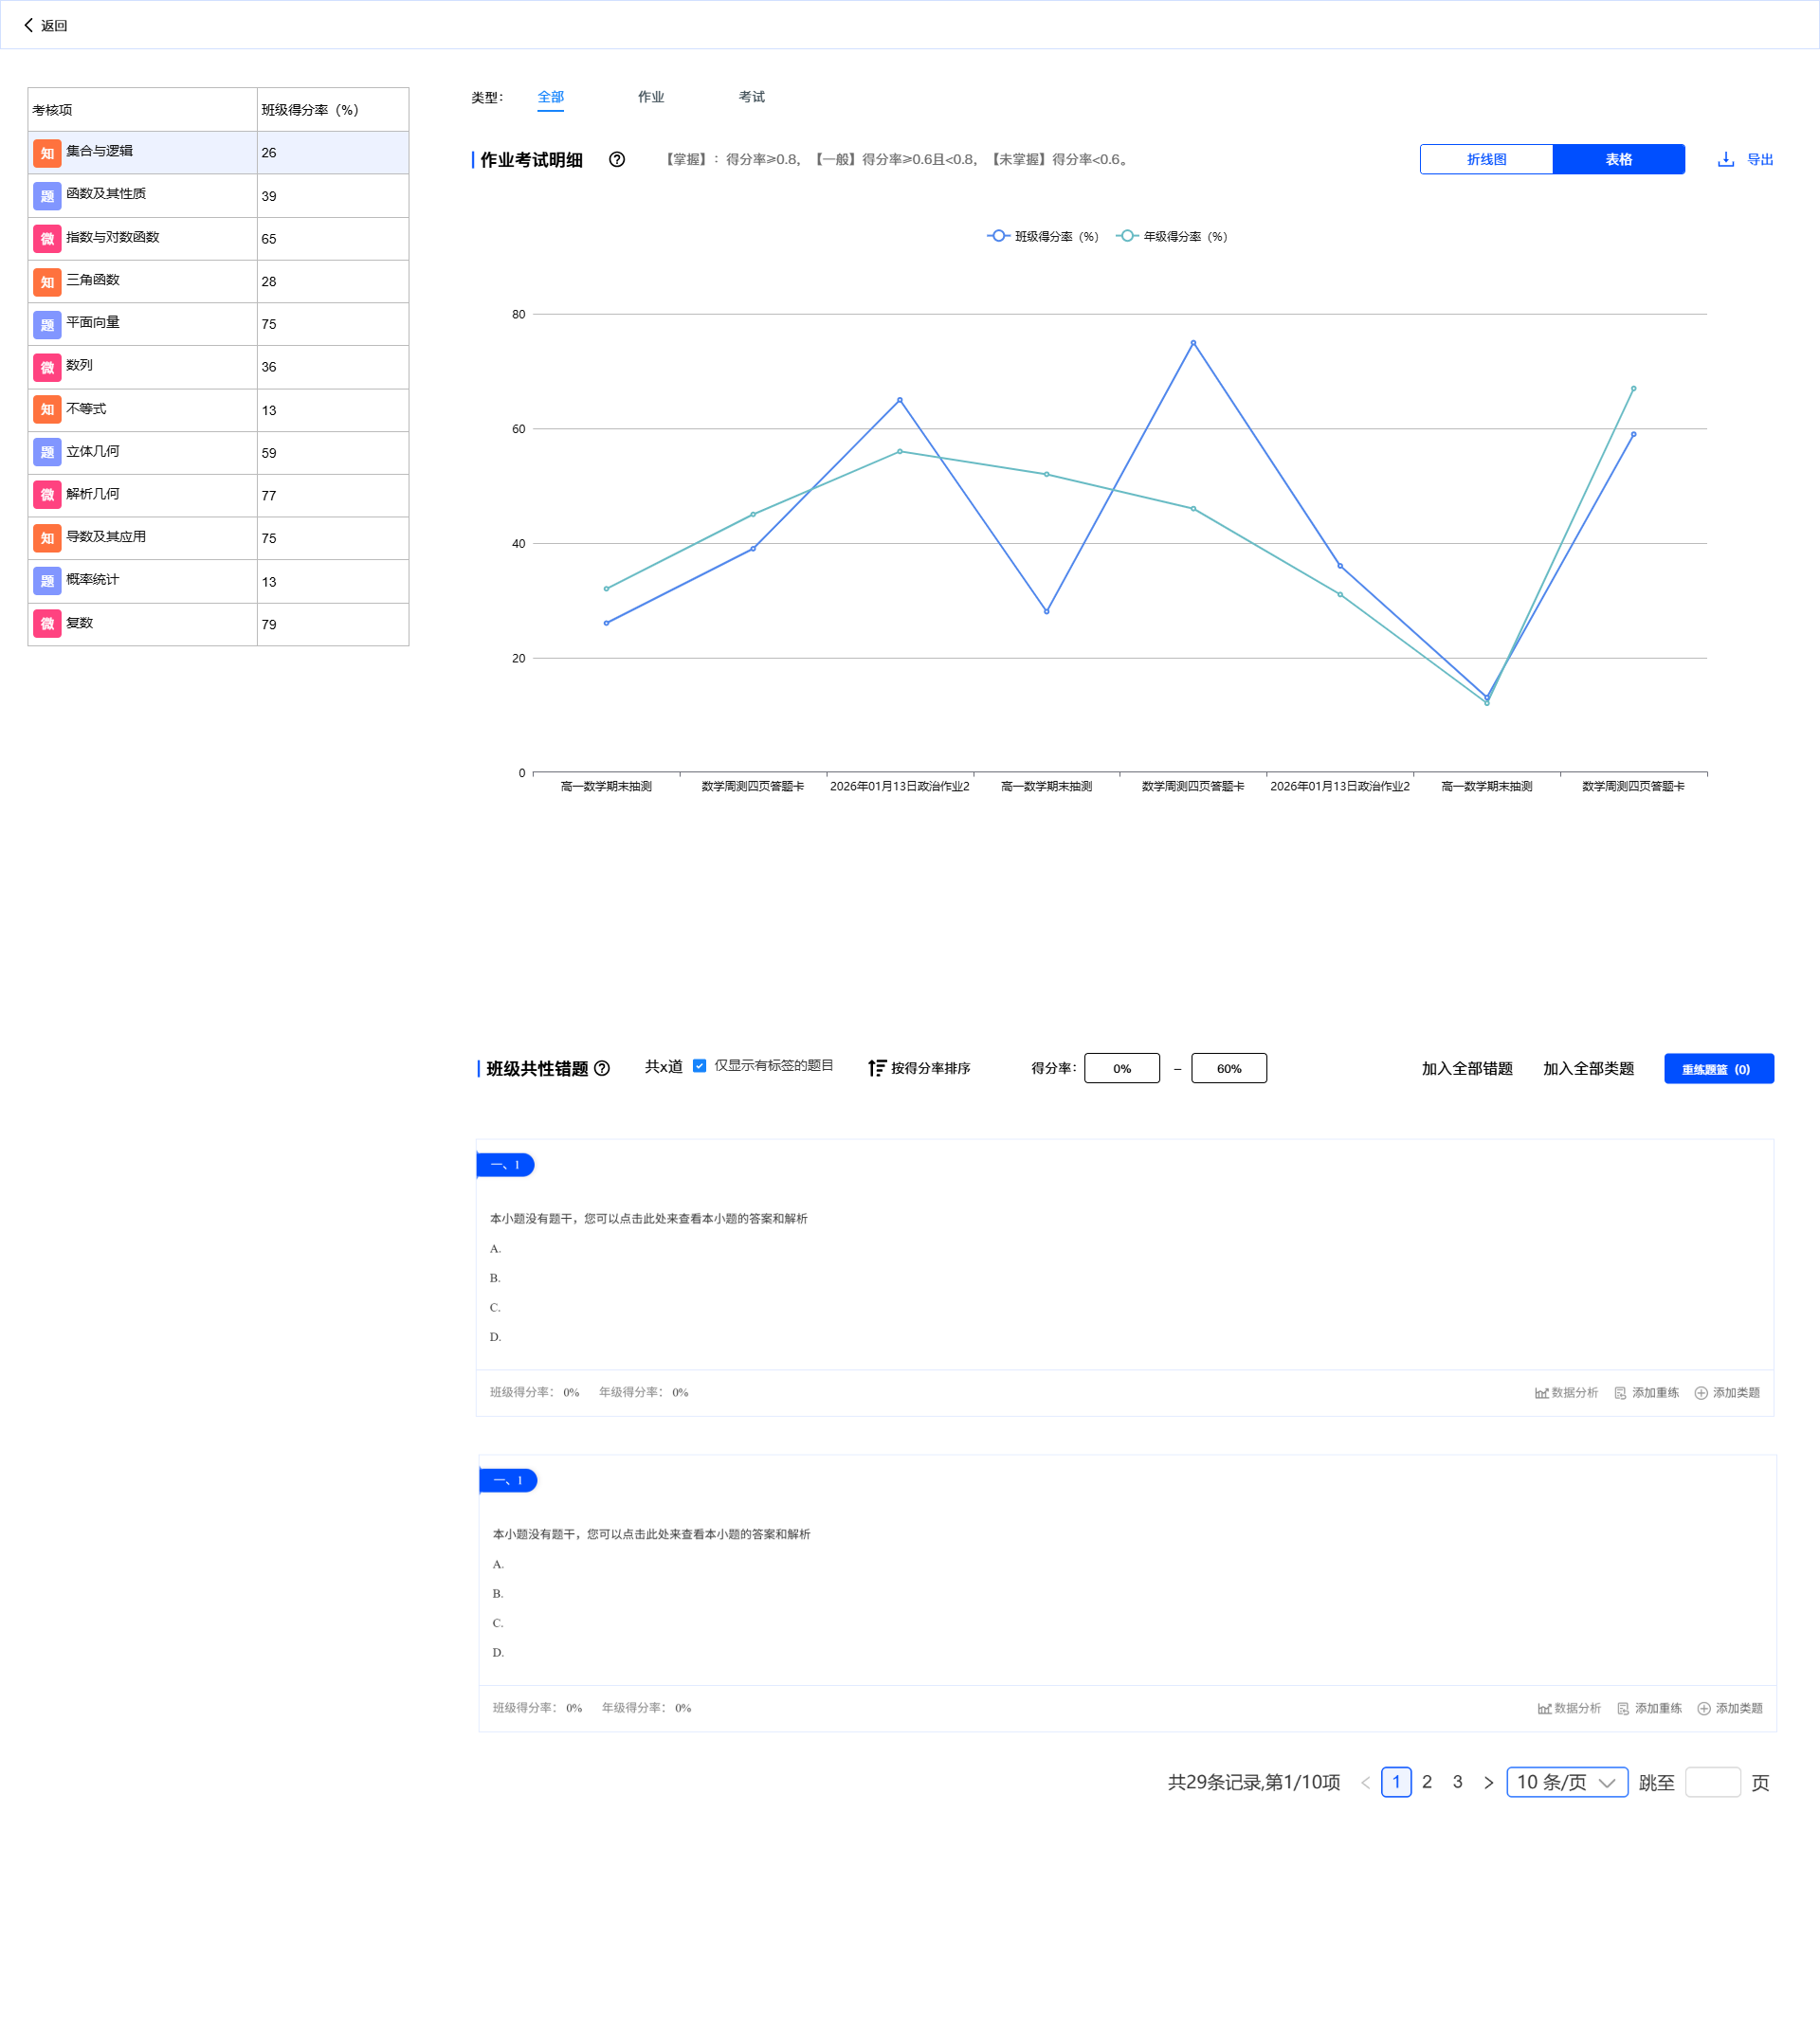 返回
考核项 班级得分率（%）
知 集合与逻辑 26
题 函数及其性质 39
微 指数与对数函数 65
知 三角函数 28
题 平面向量 75
微 数列 36
知 不等式 13
题 立体几何 59
微 解析几何 77
知 导数及其应用 75
题 概率统计 13
微 复数 79
类型： 全部 作业 考试
作业考试明细 【掌握】：得分率≥0.8，【一般】得分率≥0.6且<0.8，【未掌握】得分率<0.6。 折线图 表格 导出
班级得分率（%） 年级得分率（%）
80
60
40
20
0
高一数学期末抽测 数学周测四页答题卡 2026年01月13日政治作业2 高一数学期末抽测 数学周测四页答题卡 2026年01月13日政治作业2 高一数学期末抽测 数学周测四页答题卡
班级共性错题 共x道 仅显示有标签的题目 按得分率排序 得分率： 0% – 60% 加入全部错题 加入全部类题 重练题篮（0）
一、1
本小题没有题干，您可以点击此处来查看本小题的答案和解析
A.
B.
C.
D.
班级得分率： 0% 年级得分率： 0% 数据分析 添加重练 添加类题
一、1
本小题没有题干，您可以点击此处来查看本小题的答案和解析
A.
B.
C.
D.
班级得分率： 0% 年级得分率： 0% 数据分析 添加重练 添加类题
共29条记录,第1/10项 < 1 2 3 > 10 条/页 跳至 页